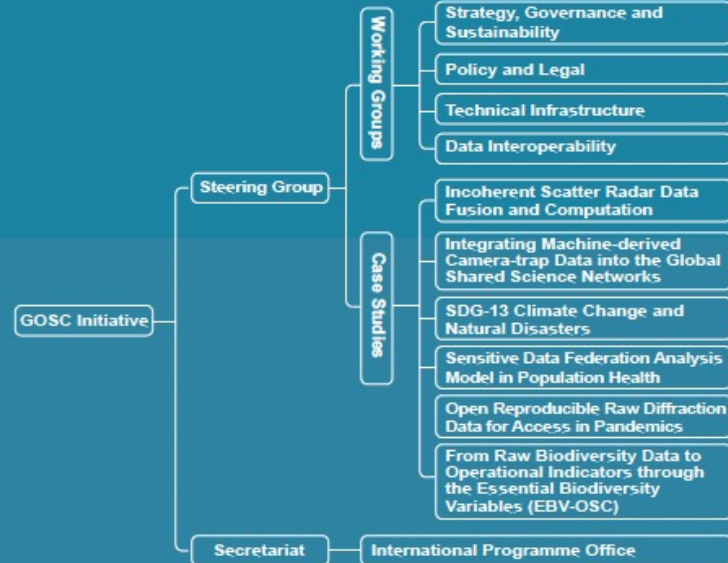 GOSC Initiative
Steering Group
Working Groups
Strategy, Governance and
Sustainability
Policy and Legal
Technical Infrastructure
Data Interoperability
Case Studies
Incoherent Scatter Radar Data
Fusion and Computation
Integrating Machine-derived
Camera-trap Data into the Global
Shared Science Networks
SDG-13 Climate Change and
Natural Disasters
Sensitive Data Federation Analysis
Model in Population Health
Open Reproducible Raw Diffraction
Data for Access in Pandemics
From Raw Biodiversity Data to
Operational Indicators through
the Essential Biodiversity
Variables (EBV-OSC)
Secretariat
International Programme Office